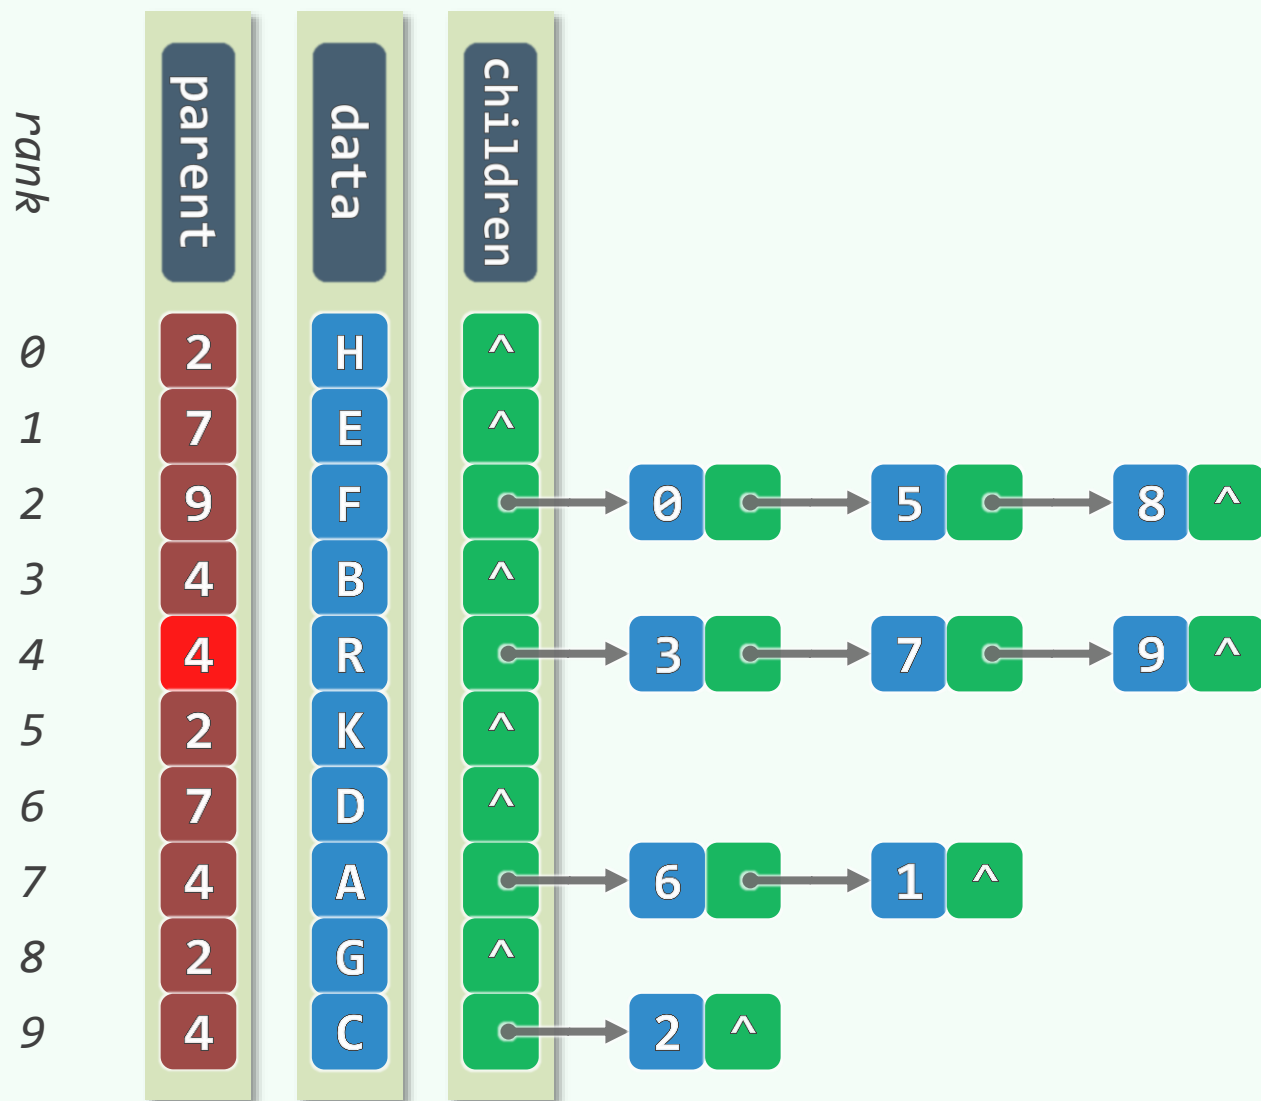 rank parent data children
0 2 H ^
1 7 E ^
2 9 F 0 5 8 ^
3 4 B ^
4 4 R 3 7 9 ^
5 2 K ^
6 7 D ^
7 4 A 6 1 ^
8 2 G ^
9 4 C 2 ^